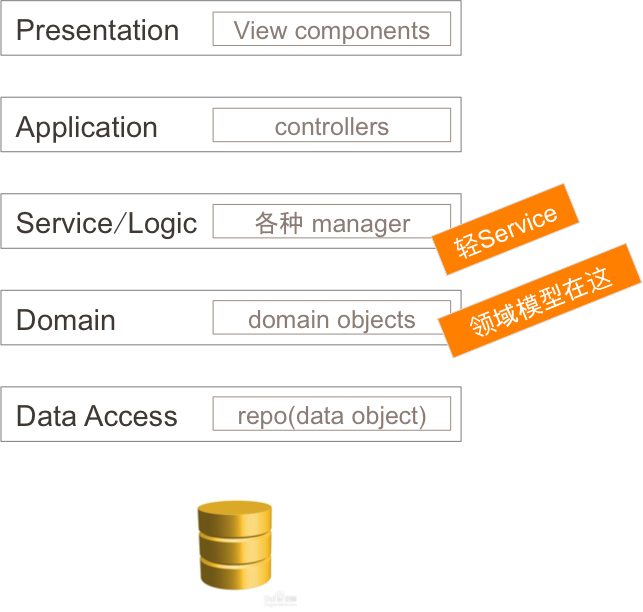 Presentation View components
Application controllers
Service/Logic 各种 manager
轻Service
Domain domain objects
领域模型在这
Data Access repo(data object)